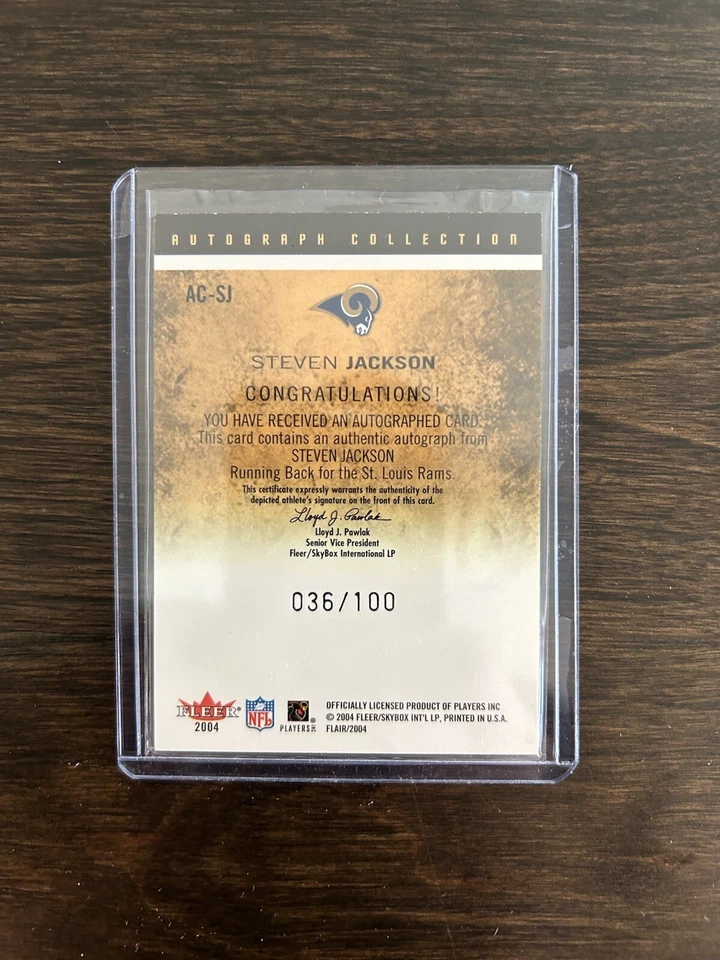 AUTOGRAPH COLLECTION
AC-SJ
STEVEN JACKSON
CONGRATULATIONS!
YOU HAVE RECEIVED AN AUTOGRAPHED CARD.
This card contains an authentic autograph from
STEVEN JACKSON
Running Back for the St. Louis Rams.
This certificate expressly warrants the authenticity of the
depicted athlete's signature on the front of this card.
Lloyd J. Pawlak
Lloyd J. Pawlak
Senior Vice President
Fleer/SkyBox International LP
036/100
FLEER®
2004
NFL
PLAYERS INC ®
OFFICIALLY LICENSED PRODUCT OF PLAYERS INC
© 2004 FLEER/SKYBOX INT'L LP, PRINTED IN U.S.A.
FLAIR/2004